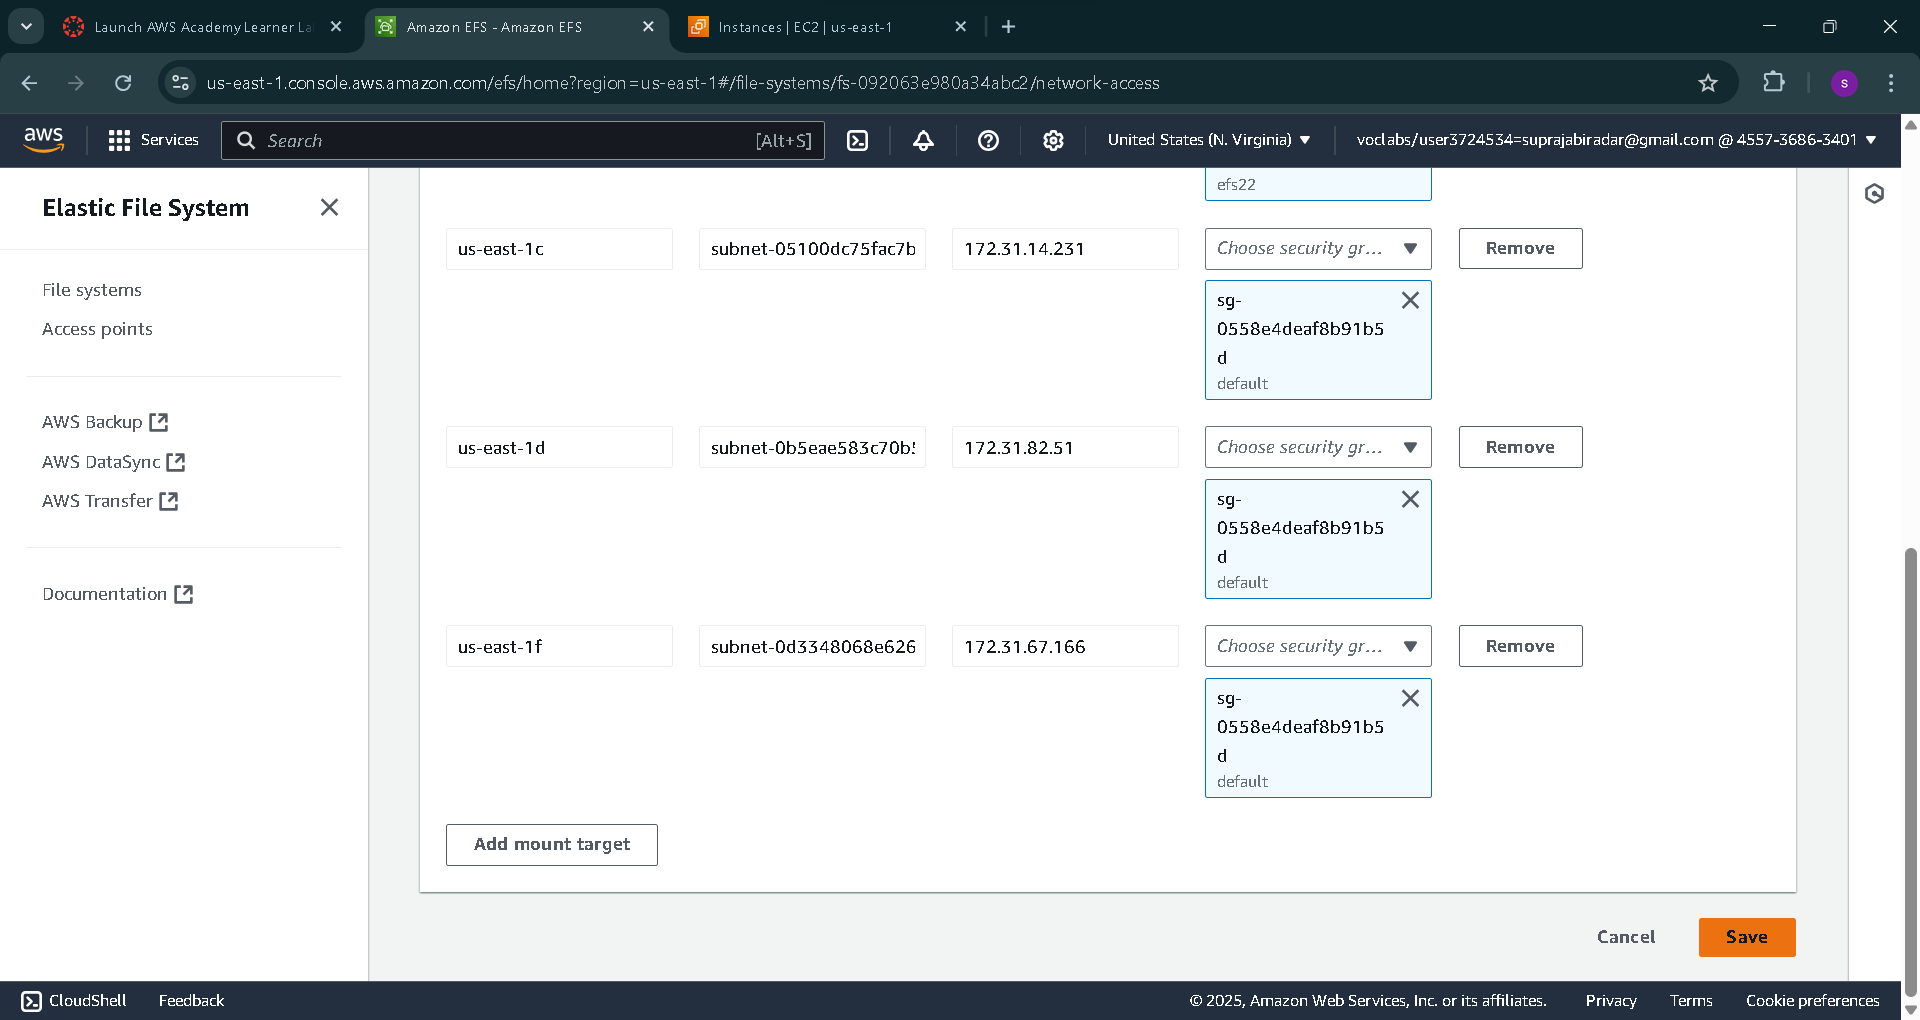 Launch AWS Academy Learner La
Amazon EFS - Amazon EFS
Instances | EC2 | us-east-1
us-east-1.console.aws.amazon.com/efs/home?region=us-east-1#/file-systems/fs-092063e980a34abc2/network-access
s
aws
Services
Search
[Alt+S]
United States (N. Virginia)
voclabs/user3724534=suprajabiradar@gmail.com @ 4557-3686-3401
Elastic File System
File systems
Access points
AWS Backup
AWS DataSync
AWS Transfer
Documentation
efs22
us-east-1c
subnet-05100dc75fac7b
172.31.14.231
Choose security gr...
Remove
sg-
0558e4deaf8b91b5
d
default
us-east-1d
subnet-0b5eae583c70b5
172.31.82.51
Choose security gr...
Remove
sg-
0558e4deaf8b91b5
d
default
us-east-1f
subnet-0d3348068e626
172.31.67.166
Choose security gr...
Remove
sg-
0558e4deaf8b91b5
d
default
Add mount target
Cancel
Save
CloudShell
Feedback
© 2025, Amazon Web Services, Inc. or its affiliates.
Privacy
Terms
Cookie preferences